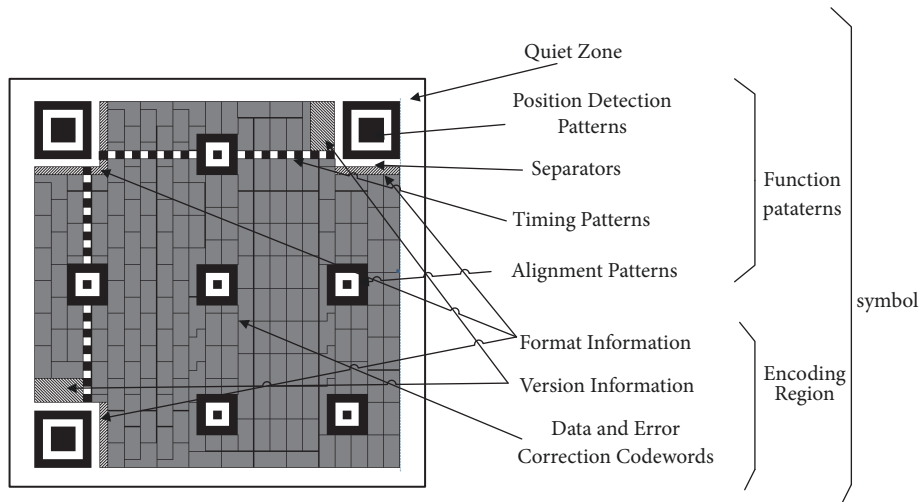 Quiet Zone
Position Detection
Patterns
Separators
Timing Patterns
Alignment Patterns
Function
pataterns
symbol
Format Information
Version Information
Data and Error
Correction Codewords
Encoding
Region